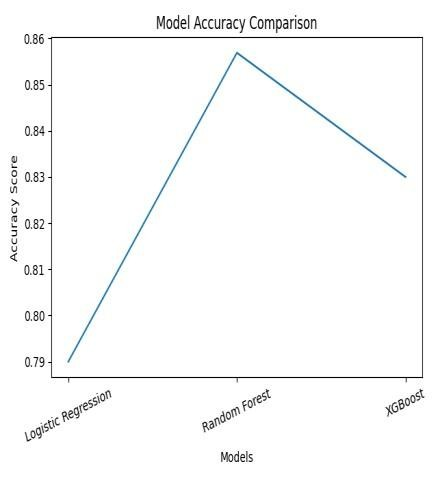 Model Accuracy Comparison
0.86
0.85
0.84
0.83
0.82
0.81
0.80
0.79
Accuracy Score
Logistic Regression
Random Forest
XGBoost
Models